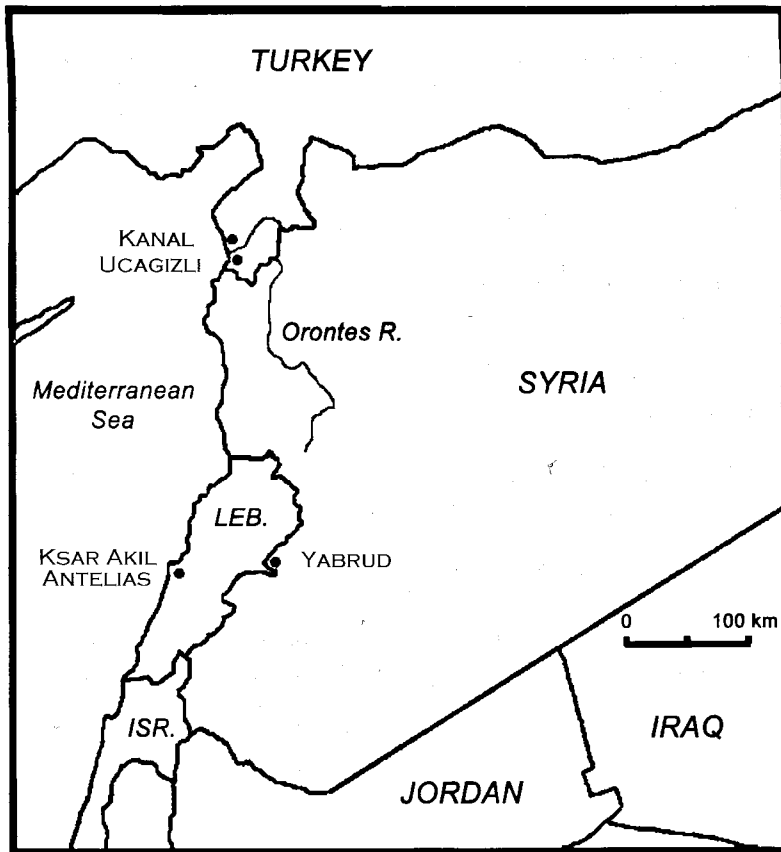 TURKEY
KANAL
UCAGIZLI
Orontes R.
Mediterranean
Sea
SYRIA
LEB.
KSAR AKIL
ANTELIAS
YABRUD
0 100 km
ISR.
IRAQ
JORDAN